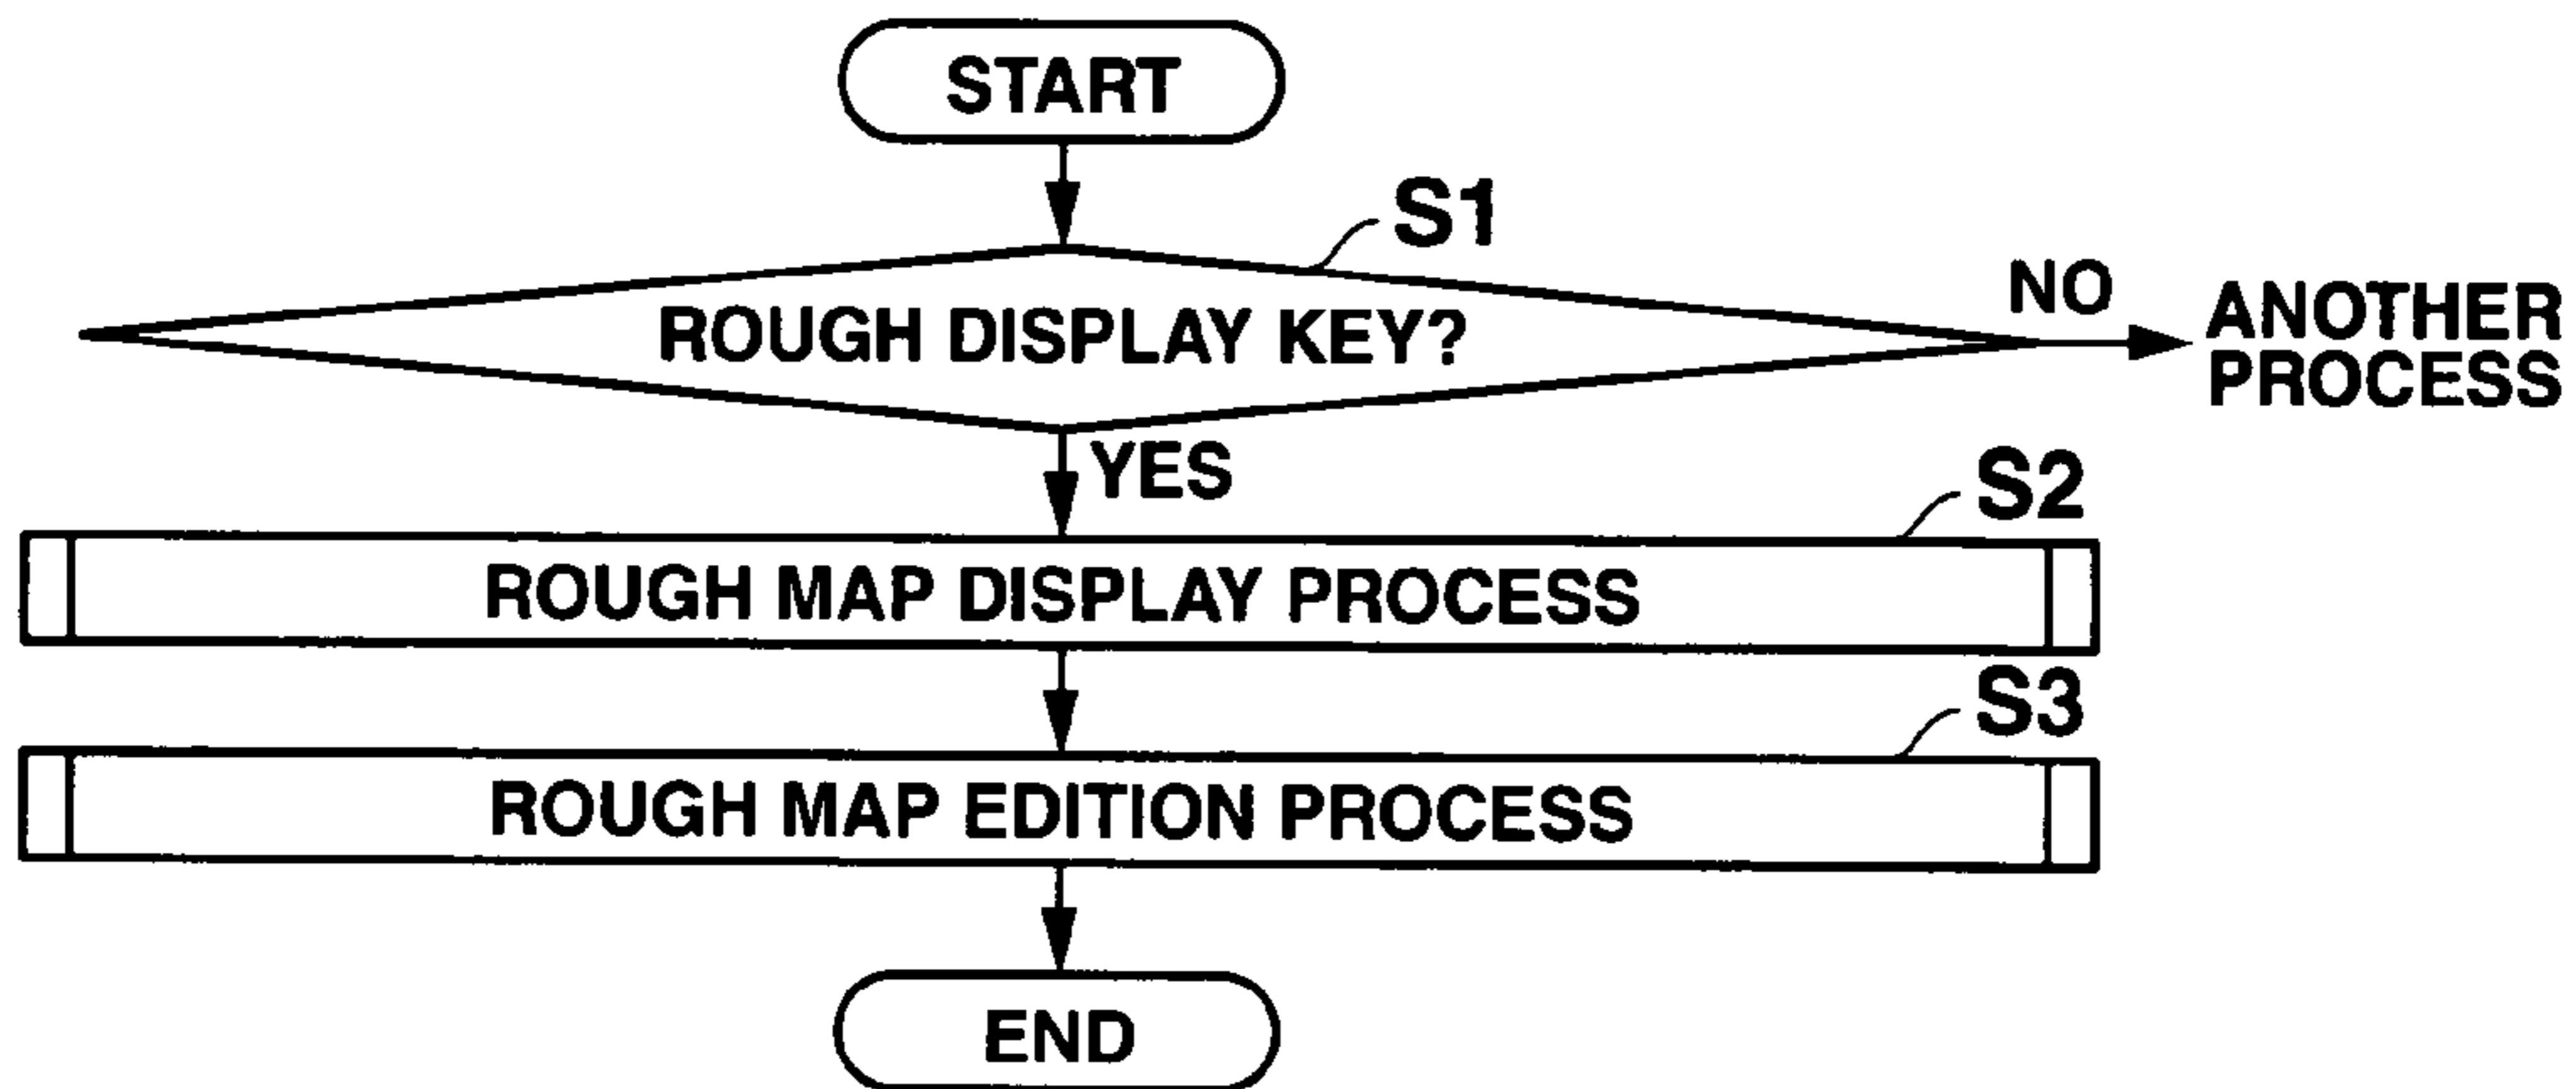 START
S1
ROUGH DISPLAY KEY?
NO
ANOTHER
PROCESS
YES
S2
ROUGH MAP DISPLAY PROCESS
S3
ROUGH MAP EDITION PROCESS
END